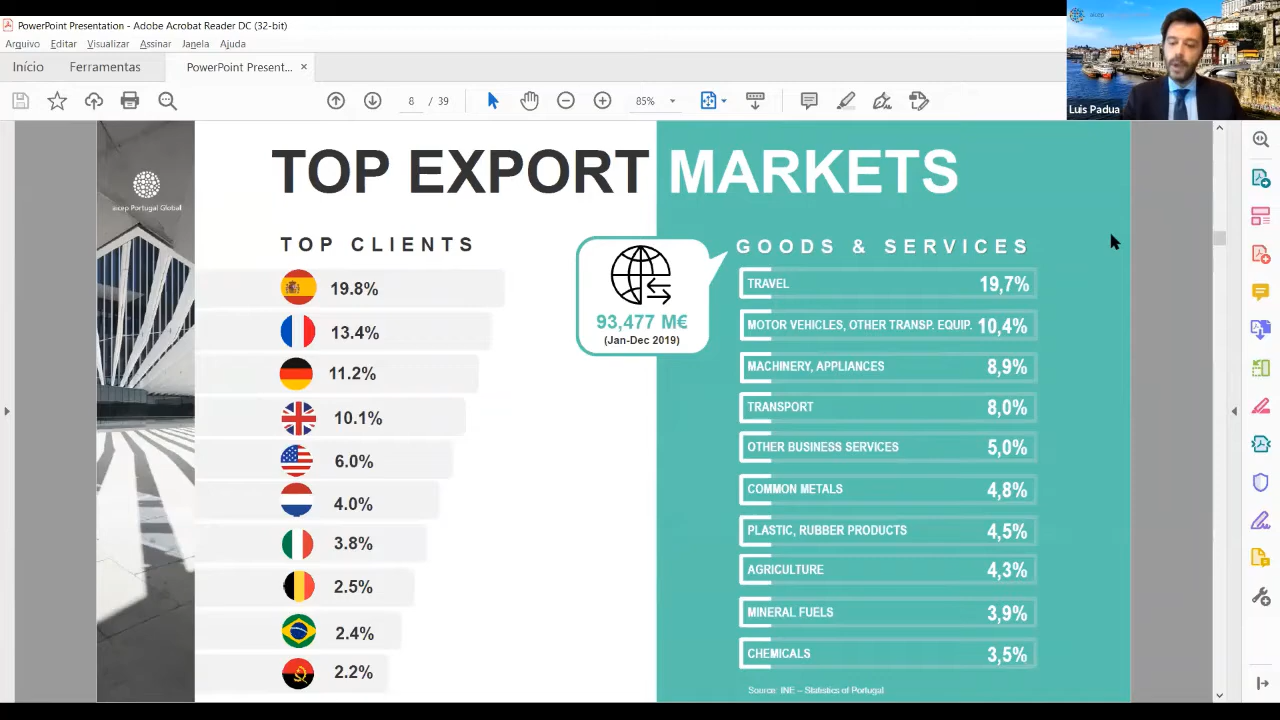 PowerPoint Presentation - Adobe Acrobat Reader DC (32-bit)
Arquivo Editar Visualizar Assinar Janela Ajuda
Início Ferramentas PowerPoint Present... ×
8 / 39 85%
aicep
Luis Padua
aicep Portugal Global
TOP EXPORT MARKETS
TOP CLIENTS
19.8%
13.4%
11.2%
10.1%
6.0%
4.0%
3.8%
2.5%
2.4%
2.2%
93,477 M€
(Jan-Dec 2019)
GOODS & SERVICES
TRAVEL 19,7%
MOTOR VEHICLES, OTHER TRANSP. EQUIP. 10,4%
MACHINERY, APPLIANCES 8,9%
TRANSPORT 8,0%
OTHER BUSINESS SERVICES 5,0%
COMMON METALS 4,8%
PLASTIC, RUBBER PRODUCTS 4,5%
AGRICULTURE 4,3%
MINERAL FUELS 3,9%
CHEMICALS 3,5%
Source: INE – Statistics of Portugal